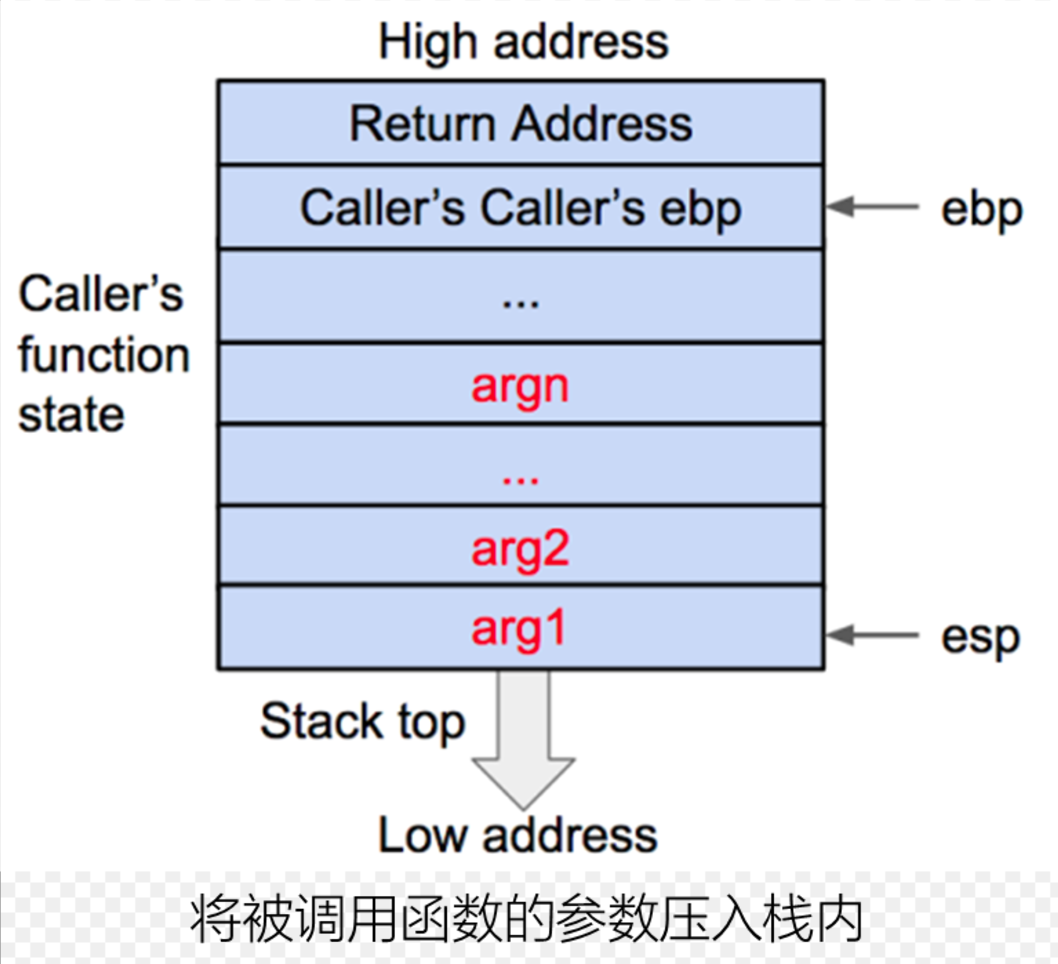 High address
Return Address
Caller’s Caller’s ebp
ebp
...
Caller’s
function
state
argn
...
arg2
arg1
esp
Stack top
Low address
将被调用函数的参数压入栈内